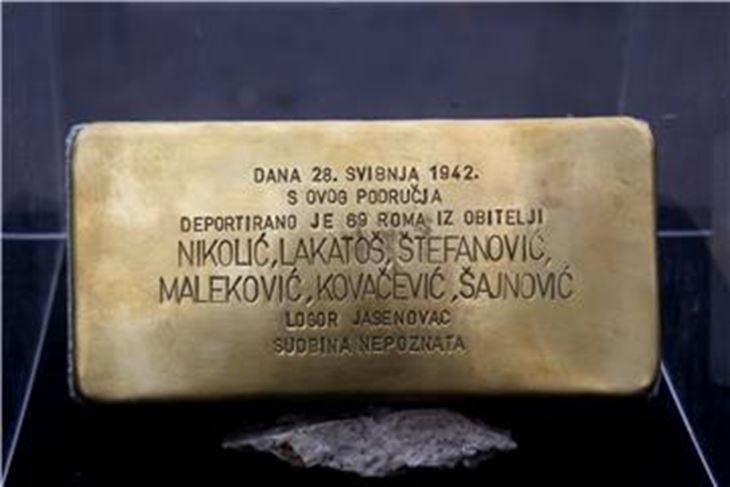 DANA 28. SVIBNJA 1942.
S OVOG PODRUČJA
DEPORTIRANO JE 69 ROMA IZ OBITELJI
NIKOLIĆ, LAKATOŠ, ŠTEFANOVIĆ,
MALEKOVIĆ, KOVAČEVIĆ ,ŠAJNOVIĆ
LOGOR JASENOVAC
SUDBINA NEPOZNATA